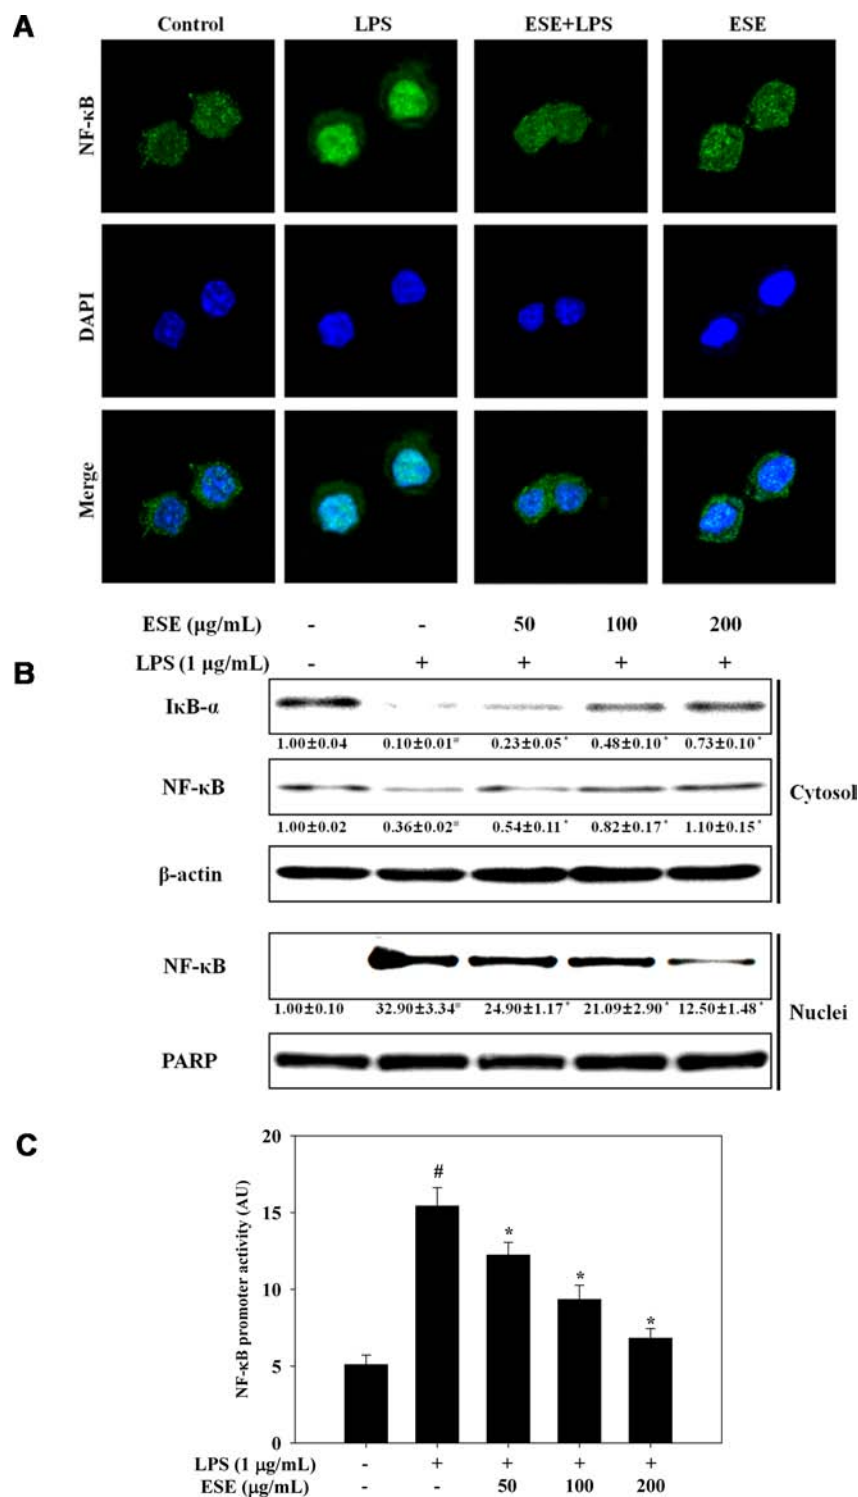 A
Control LPS ESE+LPS ESE
NF-κB
DAPI
Merge
B
ESE (μg/mL) - - 50 100 200
LPS (1 μg/mL) - + + + +
IκB-α
1.00±0.04 0.10±0.01# 0.23±0.05* 0.48±0.10* 0.73±0.10*
NF-κB
1.00±0.02 0.36±0.02# 0.54±0.11* 0.82±0.17* 1.10±0.15*
Cytosol
β-actin
NF-κB
1.00±0.10 32.90±3.34# 24.90±1.17* 21.09±2.90* 12.50±1.48*
Nuclei
PARP
C
NF-κB promoter activity (AU)
20
15
10
5
0
#
*
*
*
LPS (1 μg/mL) - + + + +
ESE (μg/mL) - - 50 100 200